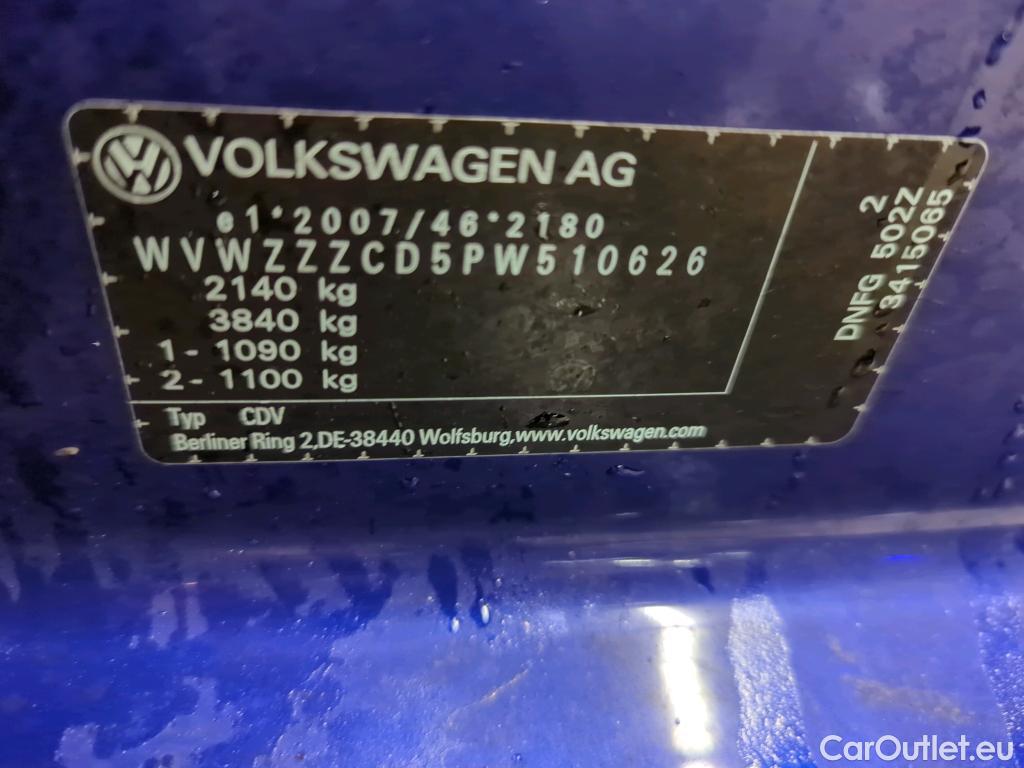 VOLKSWAGEN AG
e1*2007/46*2180
WVWZZZCD5PW510626
2140 kg
3840 kg
1 - 1090 kg
2 - 1100 kg
Typ CDV
Berliner Ring 2,DE-38440 Wolfsburg,www.volkswagen.com
2
DNFG 502Z
3415065
CarOutlet.eu